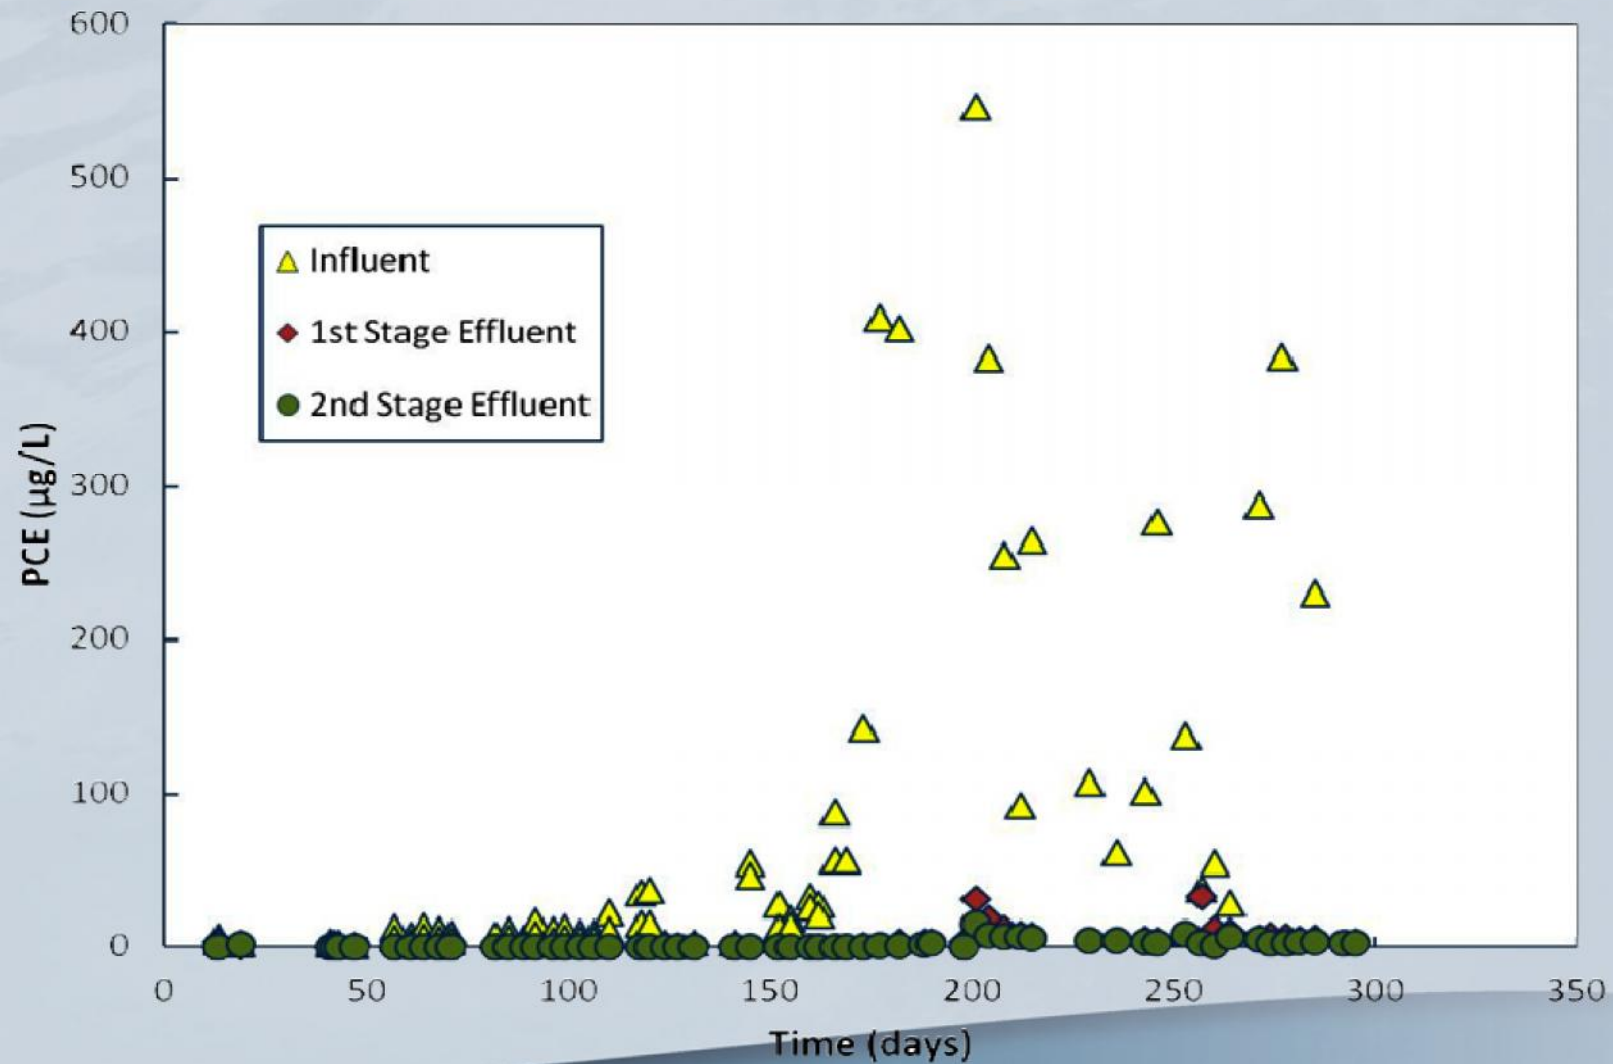 600
500
400
300
200
100
0
PCE (µg/L)
Influent
1st Stage Effluent
2nd Stage Effluent
0 50 100 150 200 250 300 350
Time (days)